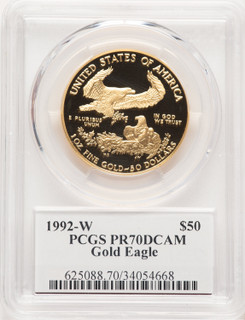 UNITED STATES OF AMERICA
E PLURIBUS UNUM
IN GOD WE TRUST
1 OZ. FINE GOLD~50 DOLLARS
1992-W $50
PCGS PR70DCAM
Gold Eagle
625088.70/34054668